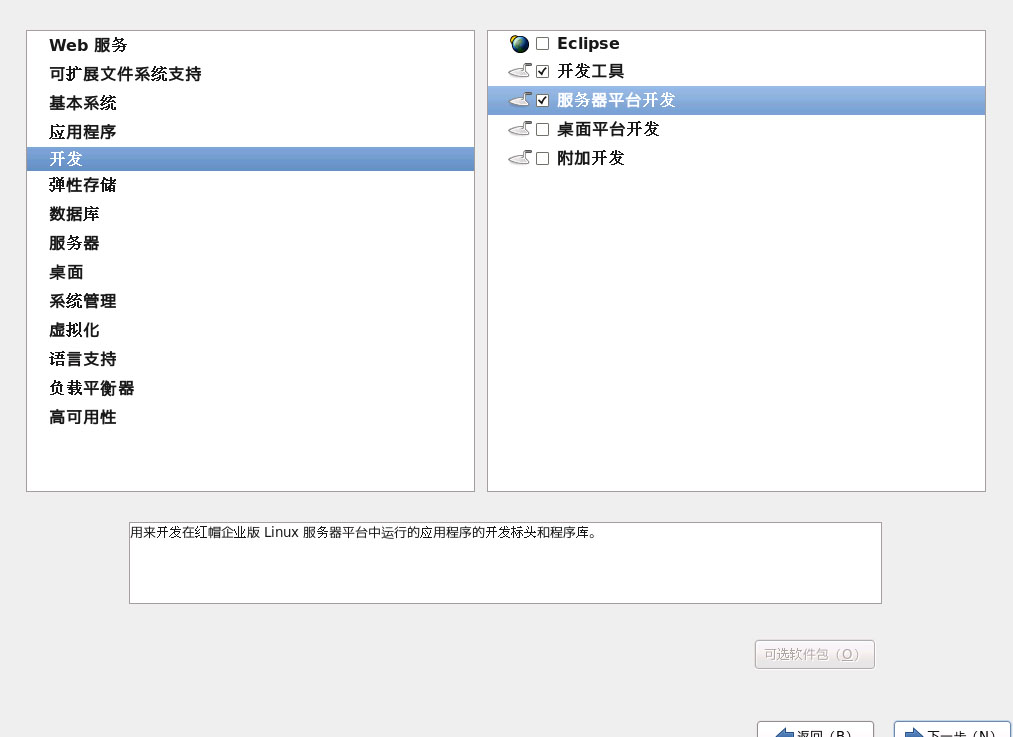 Web 服务
可扩展文件系统支持
基本系统
应用程序
开发
弹性存储
数据库
服务器
桌面
系统管理
虚拟化
语言支持
负载平衡器
高可用性
Eclipse
开发工具
服务器平台开发
桌面平台开发
附加开发
用来开发在红帽企业版 Linux 服务器平台中运行的应用程序的开发标头和程序库。
可选软件包（O）
返回（B）
下一步（N）